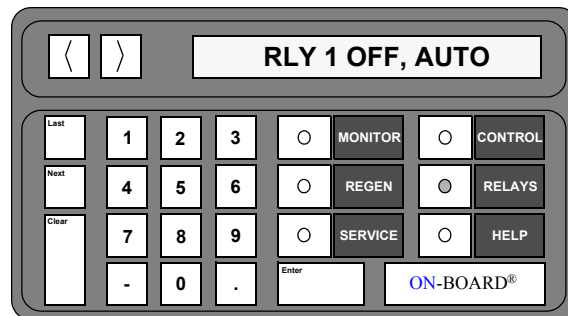 〈 〉 RLY 1 OFF, AUTO
Last 1 2 3 MONITOR CONTROL
Next 4 5 6 REGEN RELAYS
Clear 7 8 9 SERVICE HELP
- 0 . Enter ON-BOARD®